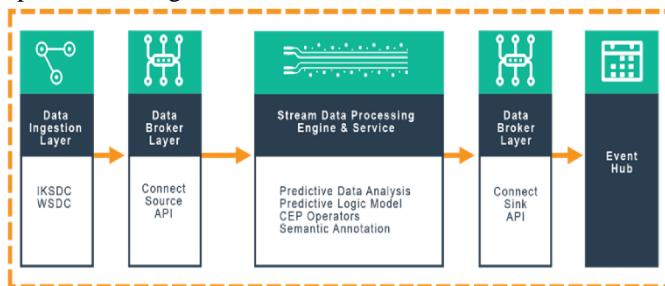 Data
Ingestion
Layer
IKSDC
WSDC
Data
Broker
Layer
Connect
Source
API
Stream Data Processing
Engine & Service
Predictive Data Analysis
Predictive Logic Model
CEP Operators
Semantic Annotation
Data
Broker
Layer
Connect
Sink
API
Event
Hub